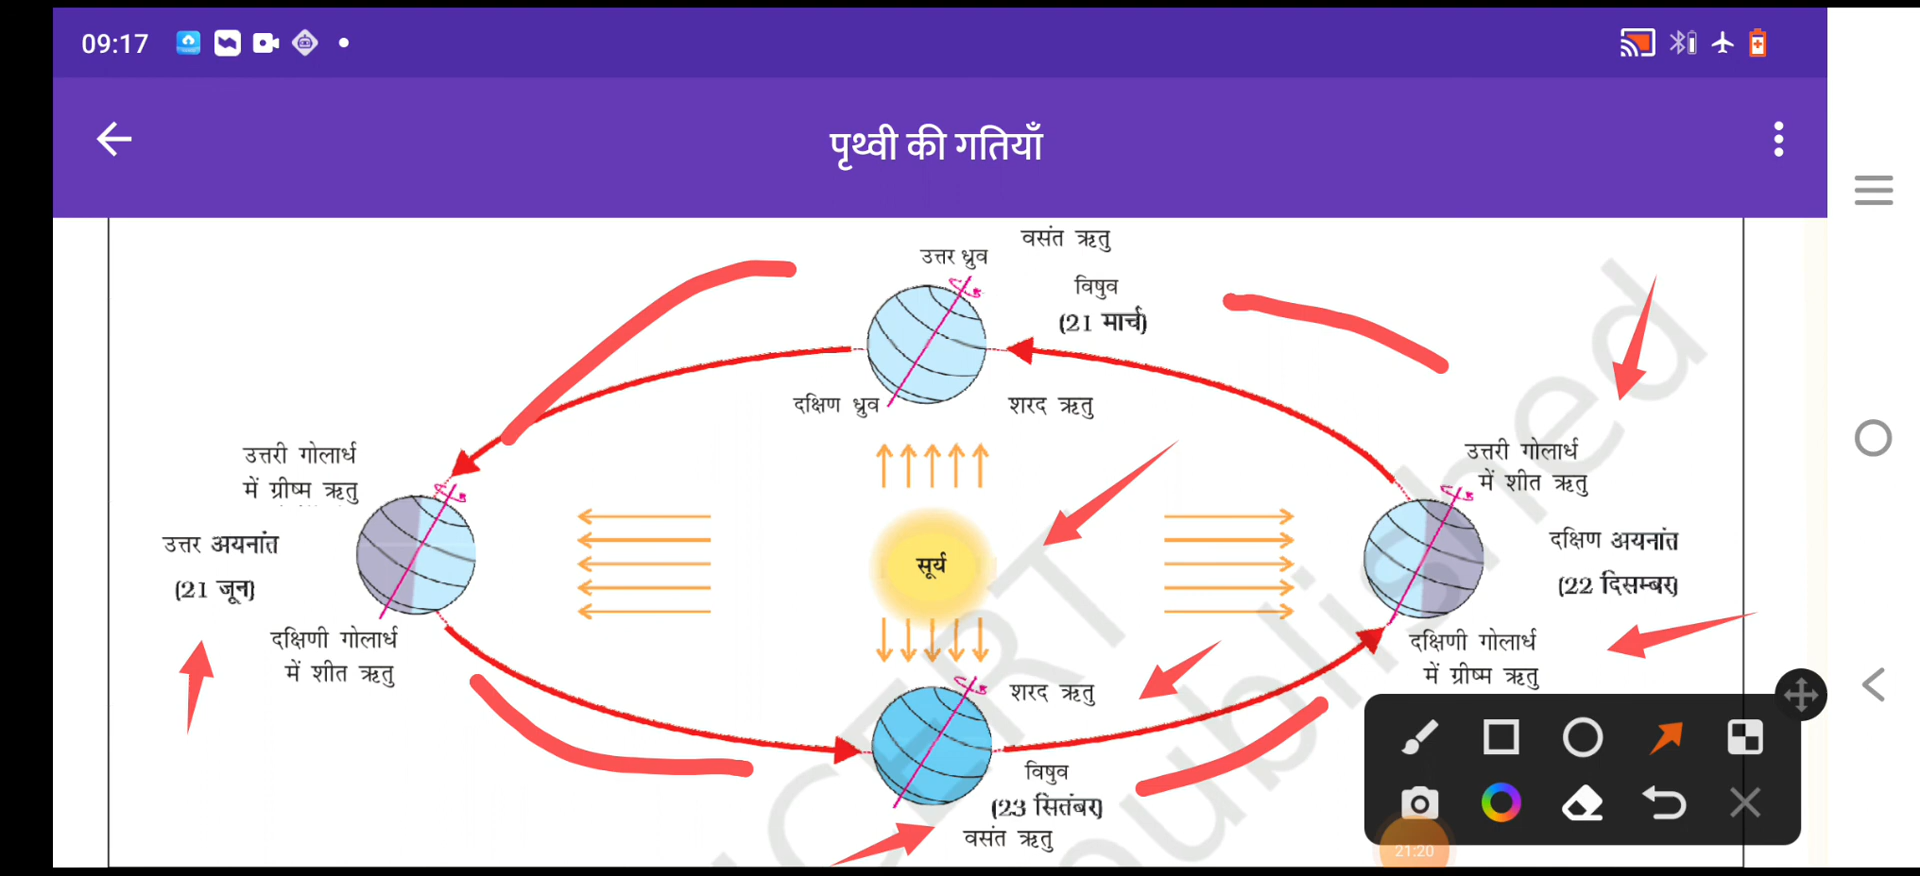 09:17
पृथ्वी की गतियाँ
वसंत ऋतु
उत्तर ध्रुव
विषुव
(21 मार्च)
दक्षिण ध्रुव
शरद ऋतु
उत्तरी गोलार्ध
में ग्रीष्म ऋतु
उत्तर अयनांत
(21 जून)
दक्षिणी गोलार्ध
में शीत ऋतु
सूर्य
उत्तरी गोलार्ध
में शीत ऋतु
दक्षिण अयनांत
(22 दिसम्बर)
दक्षिणी गोलार्ध
में ग्रीष्म ऋतु
शरद ऋतु
विषुव
(23 सितंबर)
वसंत ऋतु
21:20
NCERT
published